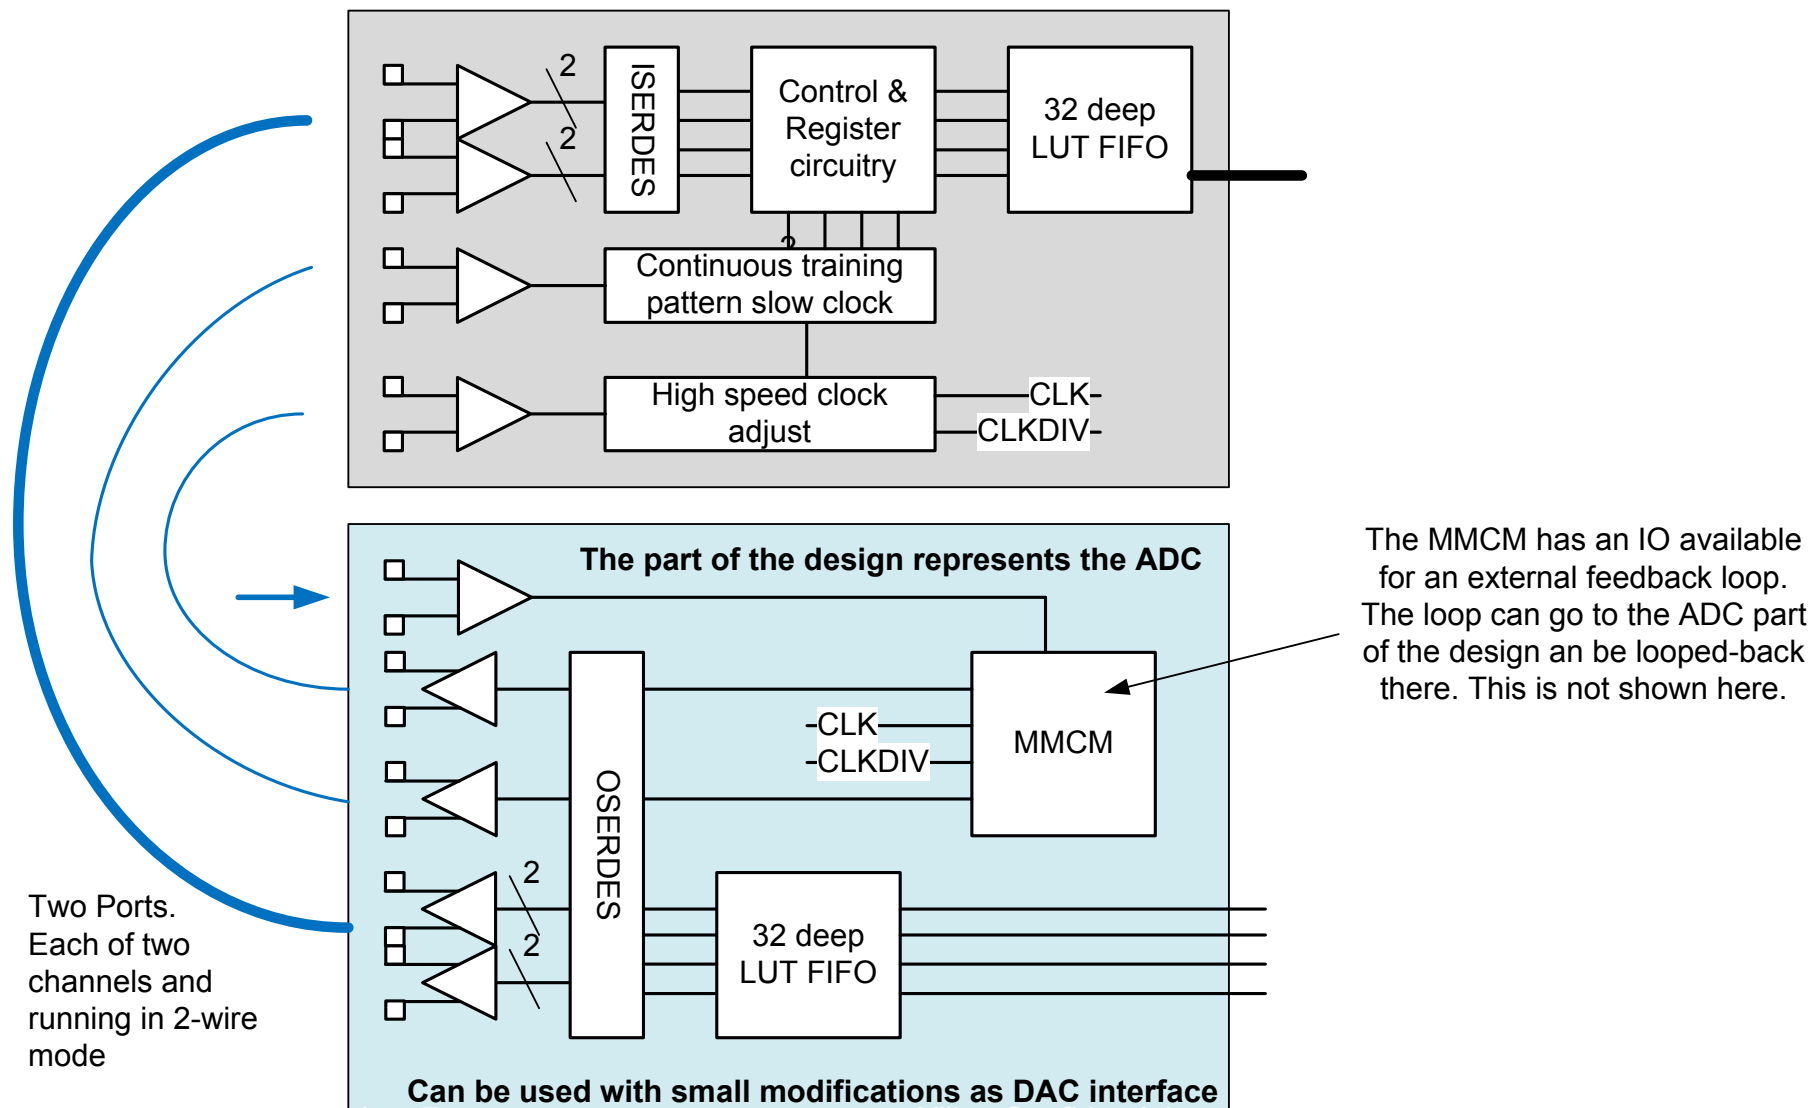 2
2
ISERDES
Control &
Register
circuitry
32 deep
LUT FIFO
2
Continuous training
pattern slow clock
High speed clock
adjust
CLK
CLKDIV
The part of the design represents the ADC
The MMCM has an IO available
for an external feedback loop.
The loop can go to the ADC part
of the design an be looped-back
there. This is not shown here.
CLK
CLKDIV
MMCM
OSERDES
2
2
32 deep
LUT FIFO
Two Ports.
Each of two
channels and
running in 2-wire
mode
Can be used with small modifications as DAC interface